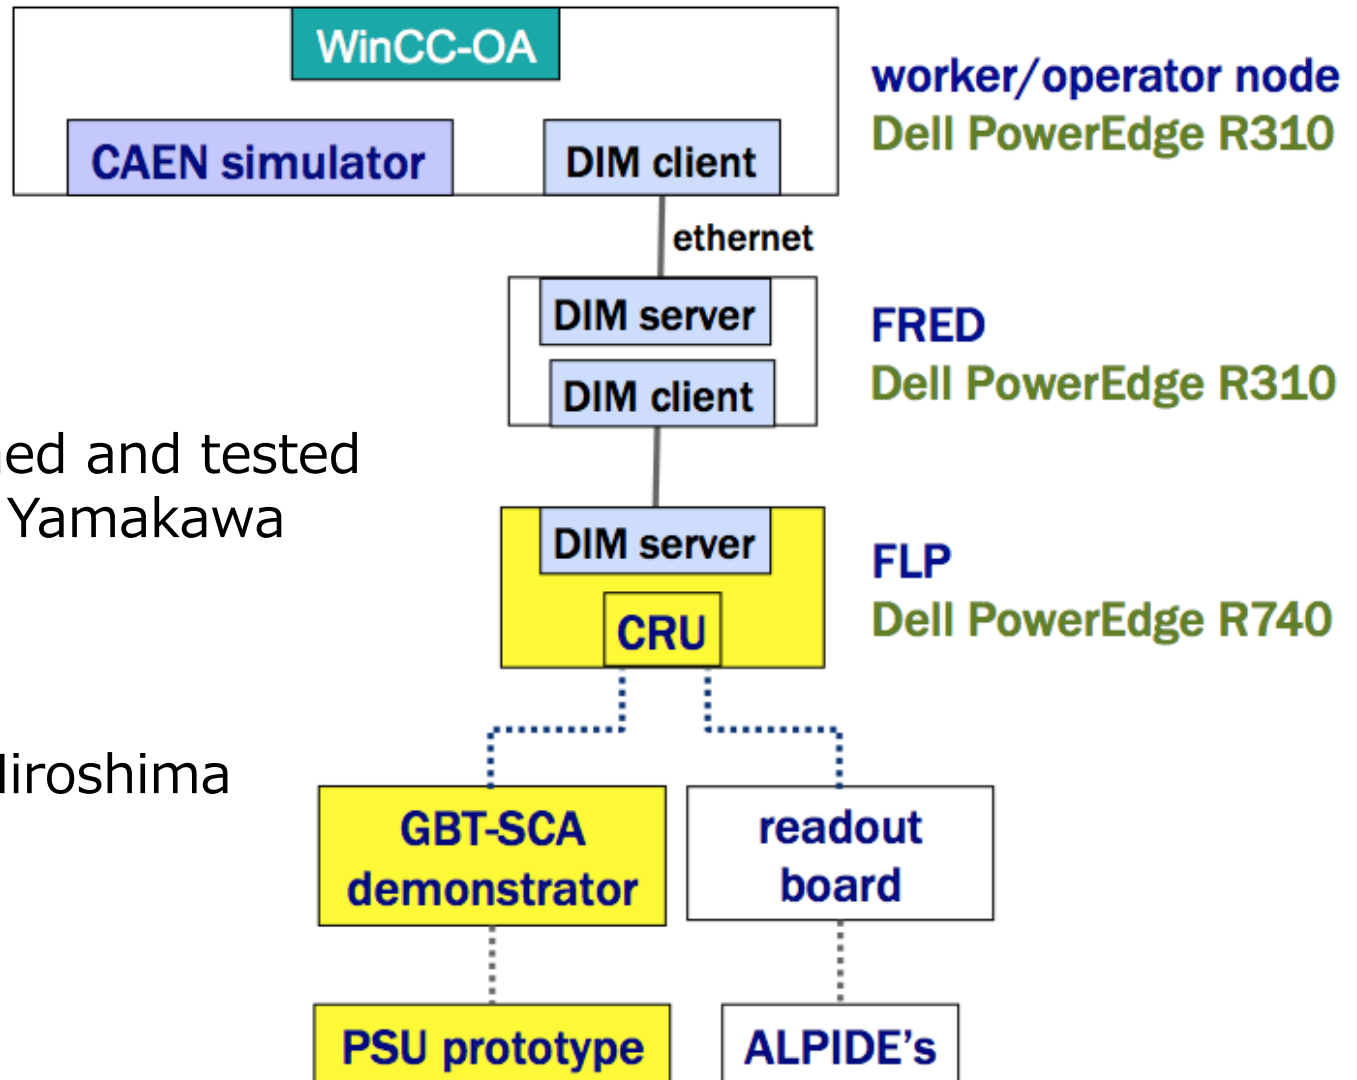 WinCC-OA
CAEN simulator
DIM client
worker/operator node
Dell PowerEdge R310
ethernet
DIM server
DIM client
FRED
Dell PowerEdge R310
and tested
Yamakawa
DIM server
CRU
FLP
Dell PowerEdge R740
GBT-SCA
demonstrator
readout
board
PSU prototype
ALPIDE's